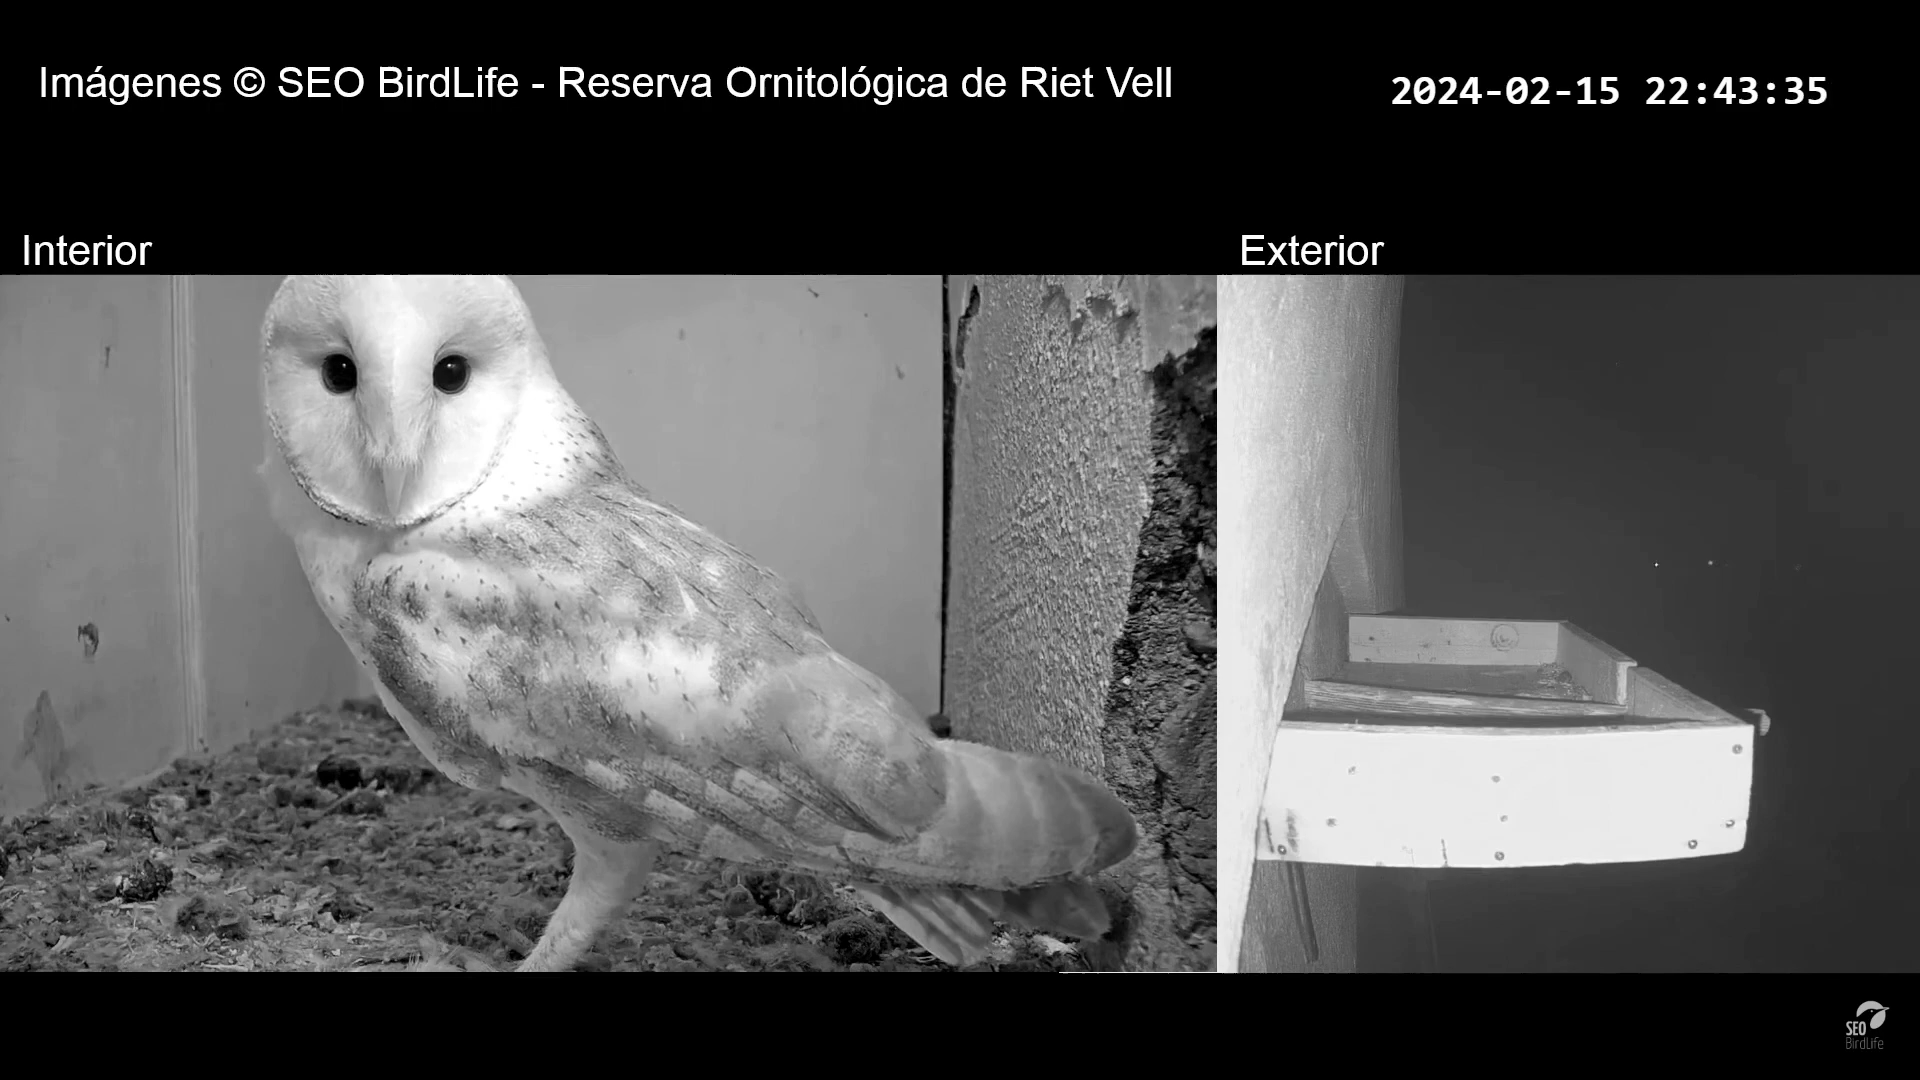 Imágenes © SEO BirdLife - Reserva Ornitológica de Riet Vell
2024-02-15 22:43:35
Interior
Exterior
SEO
BirdLife